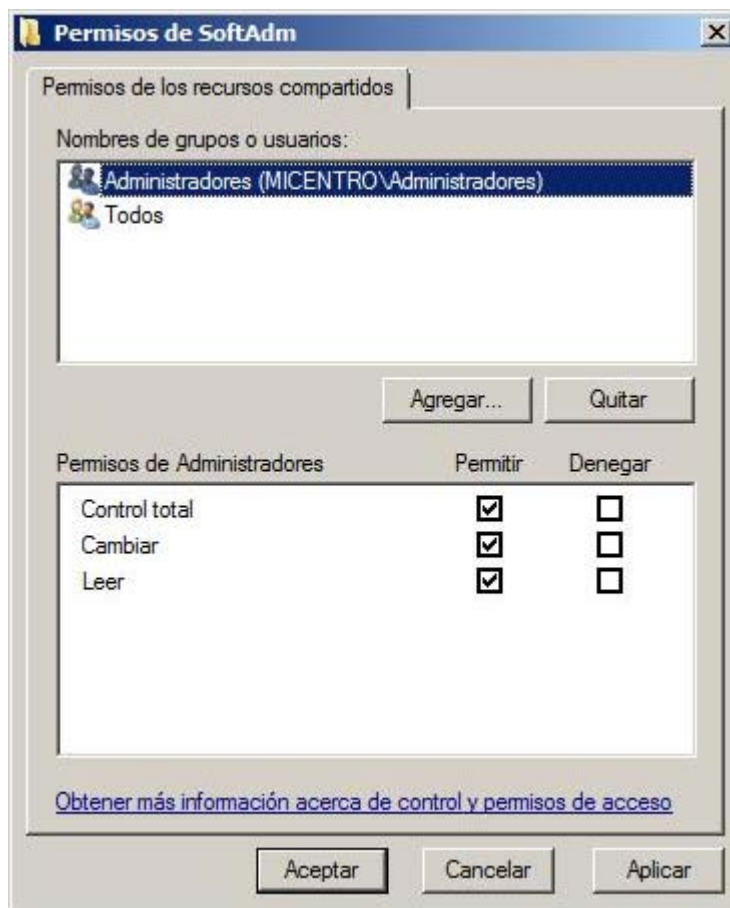 Permisos de SoftAdm
Permisos de los recursos compartidos
Nombres de grupos o usuarios:
Administradores (MICENTRO\Administradores)
Todos
Agregar... Quitar
Permisos de Administradores Permitir Denegar
Control total
Cambiar
Leer
Obtener más información acerca de control y permisos de acceso
Aceptar Cancelar Aplicar